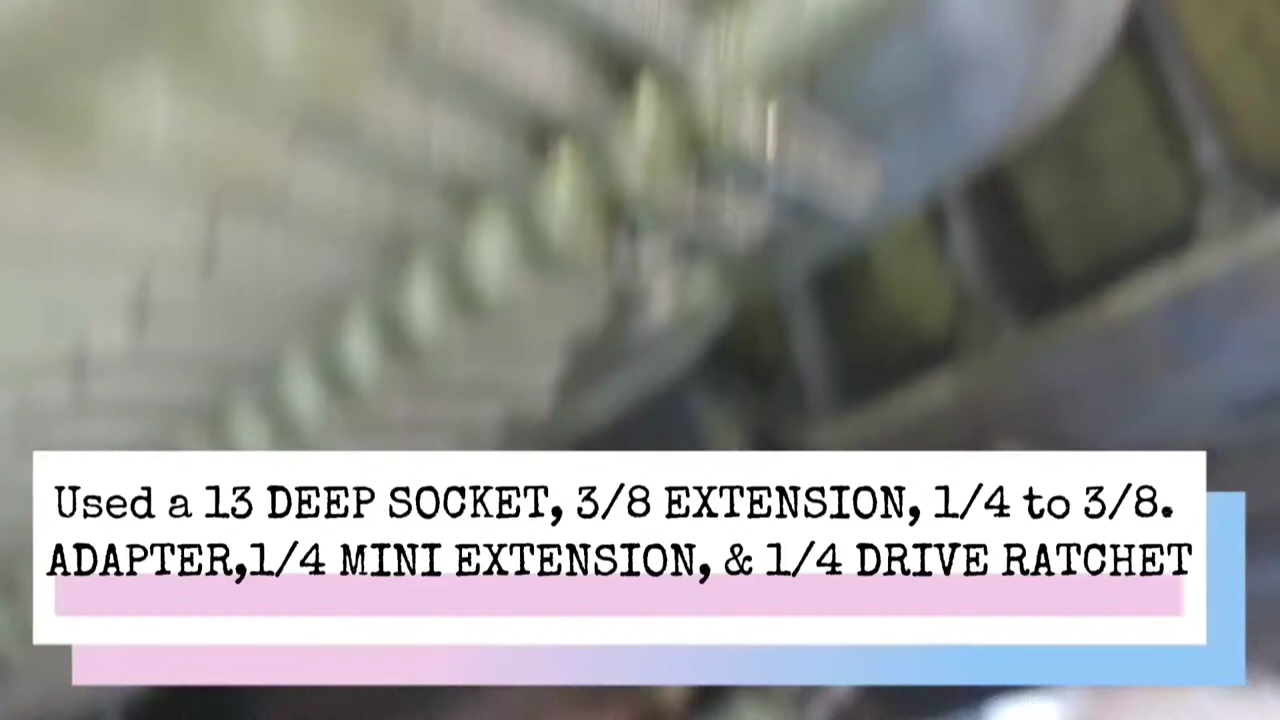 Used a 13 DEEP SOCKET, 3/8 EXTENSION, 1/4 to 3/8.
ADAPTER,1/4 MINI EXTENSION, & 1/4 DRIVE RATCHET